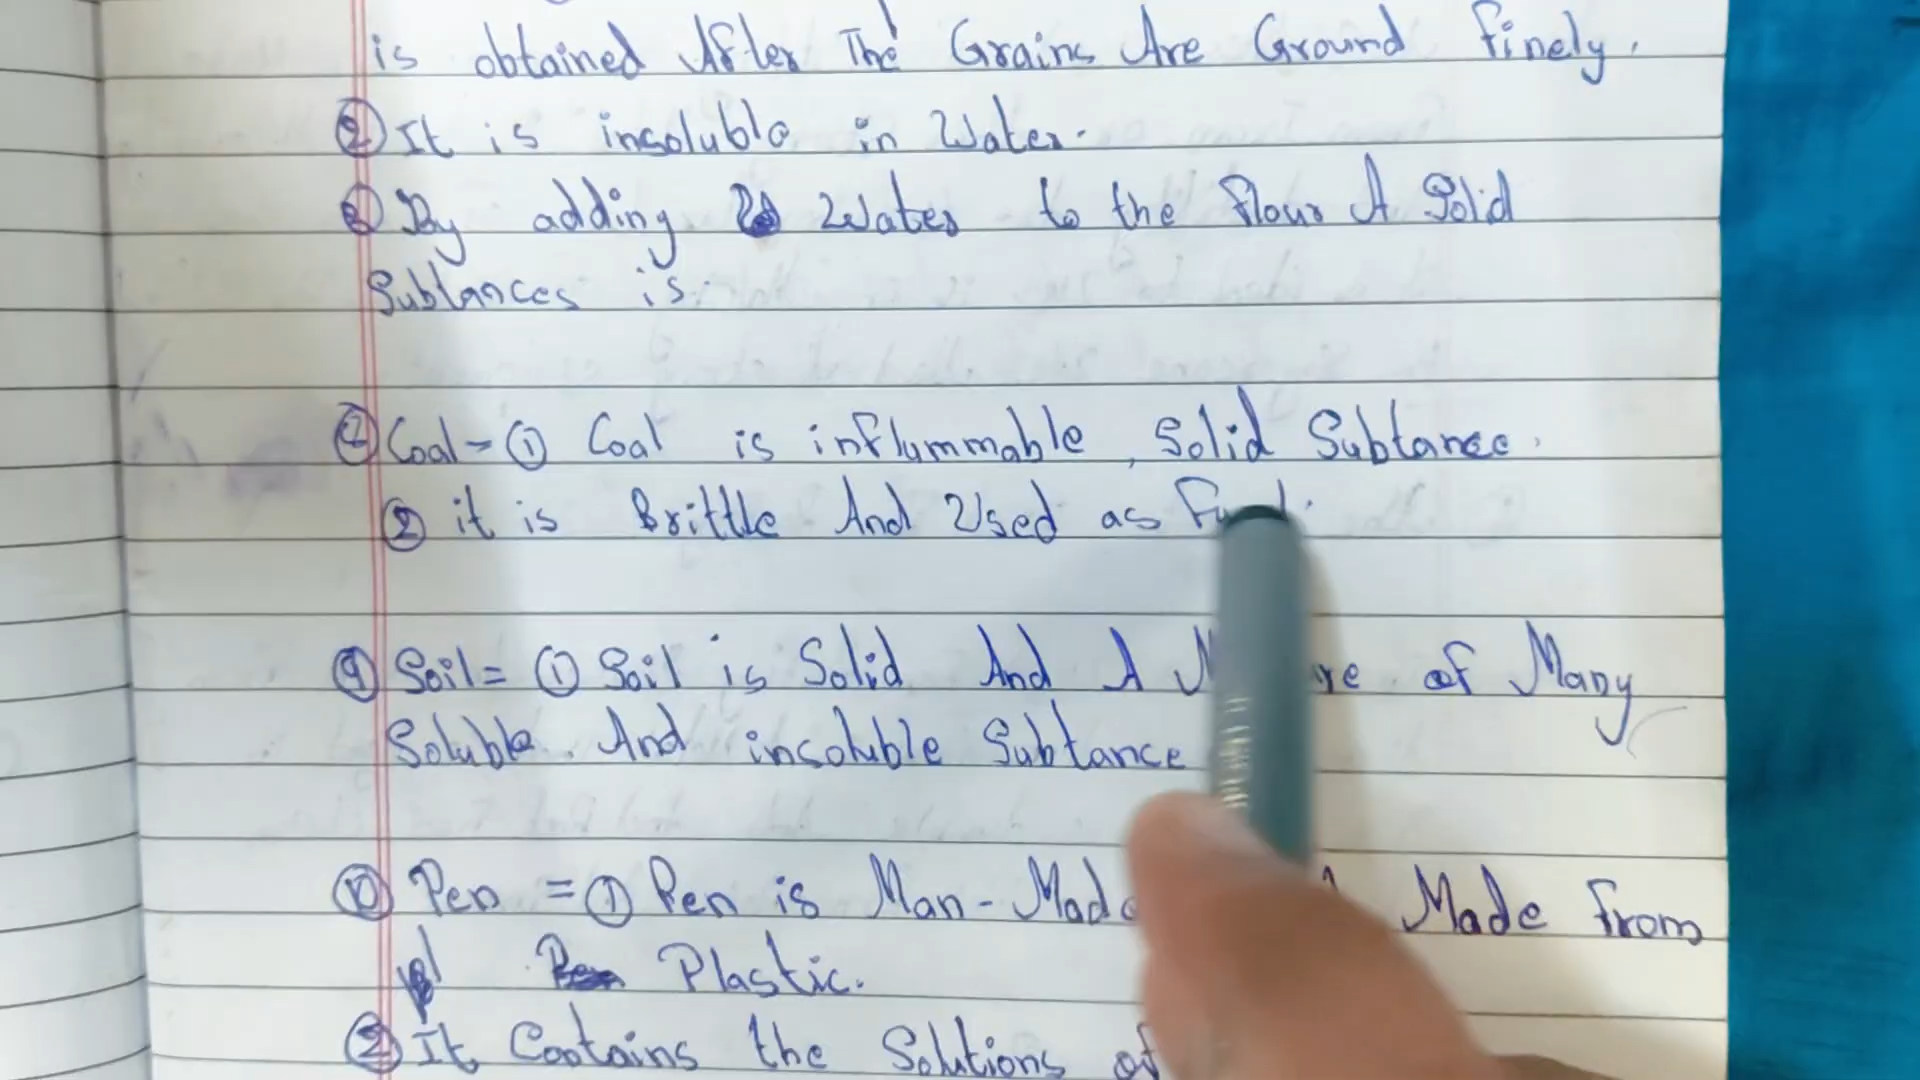 is obtained After The Grains Are Ground finely.
② It is insoluble in Water.
③ By adding Water to the flour A Solid
Subtances is.
⑦ Coal - ① Coal is inflummable, Solid Subtance.
② it is Brittle And Used as
⑨ Soil = ① Soil is Solid And A of Many
Soluble And insoluble Subtance
⑩ Pen = ① Pen is Man-Made Made from
Plastic.
② It Contains the Solutions of